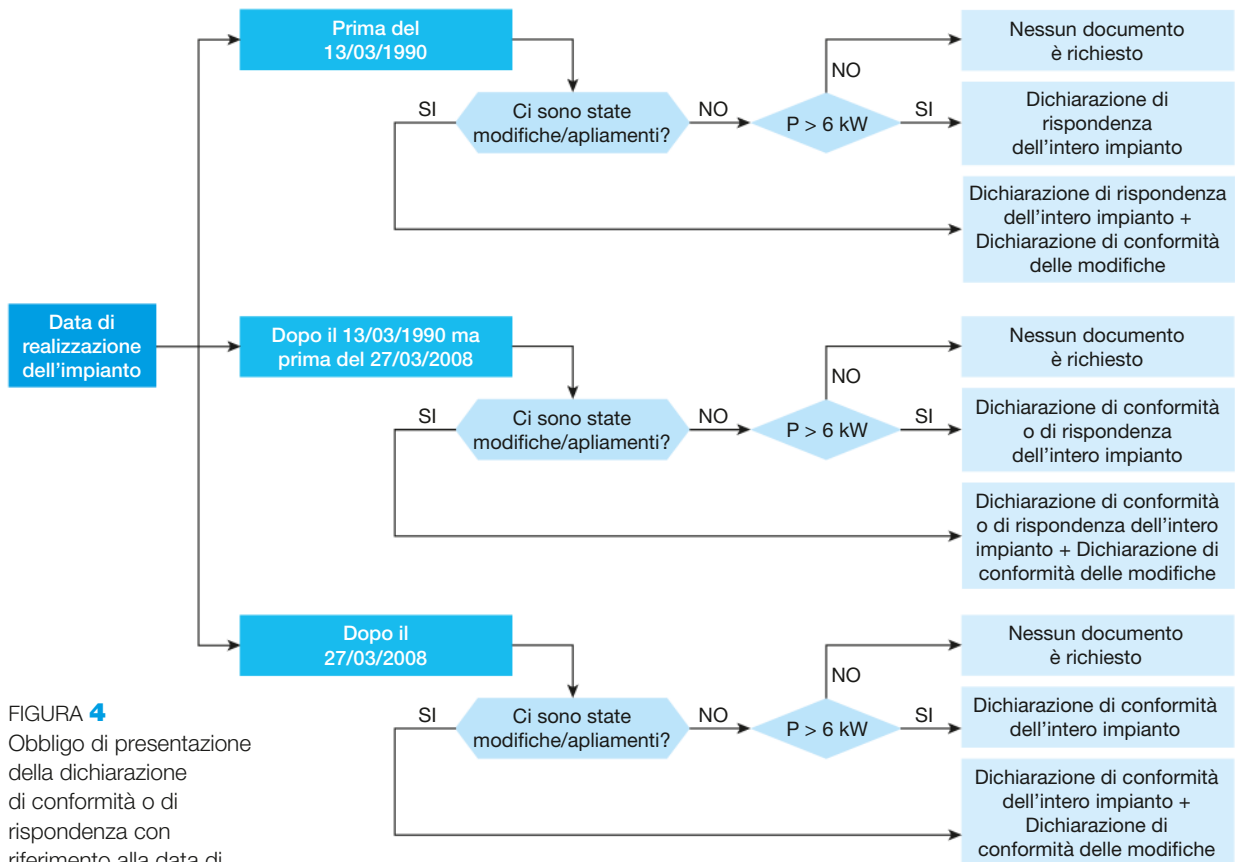 Prima del
13/03/1990
Ci sono state
modifiche/apliamenti?
SI
NO
P > 6 kW
NO
SI
Nessun documento
è richiesto
Dichiarazione di
rispondenza
dell'intero impianto
Dichiarazione di rispondenza
dell'intero impianto +
Dichiarazione di conformità
delle modifiche
Data di
realizzazione
dell'impianto
Dopo il 13/03/1990 ma
prima del 27/03/2008
Ci sono state
modifiche/apliamenti?
SI
NO
P > 6 kW
NO
SI
Nessun documento
è richiesto
Dichiarazione di conformità
o di rispondenza
dell'intero impianto
Dichiarazione di conformità
o di rispondenza dell'intero
impianto + Dichiarazione di
conformità delle modifiche
Dopo il
27/03/2008
Ci sono state
modifiche/apliamenti?
SI
NO
P > 6 kW
NO
SI
Nessun documento
è richiesto
Dichiarazione di conformità
dell'intero impianto
Dichiarazione di conformità
dell'intero impianto +
Dichiarazione di
conformità delle modifiche
FIGURA 4
Obbligo di presentazione
della dichiarazione
di conformità o di
rispondenza con
riferimento alla data di